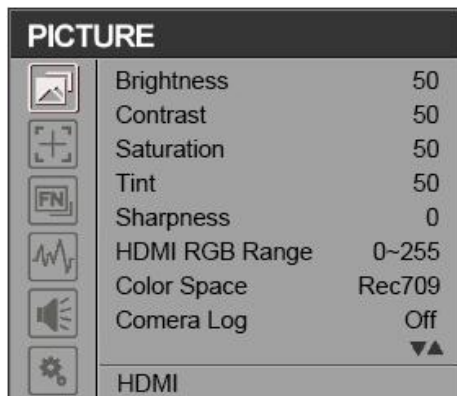 PICTURE
Brightness 50
Contrast 50
Saturation 50
Tint 50
Sharpness 0
HDMI RGB Range 0~255
Color Space Rec709
Comera Log Off
FN
HDMI